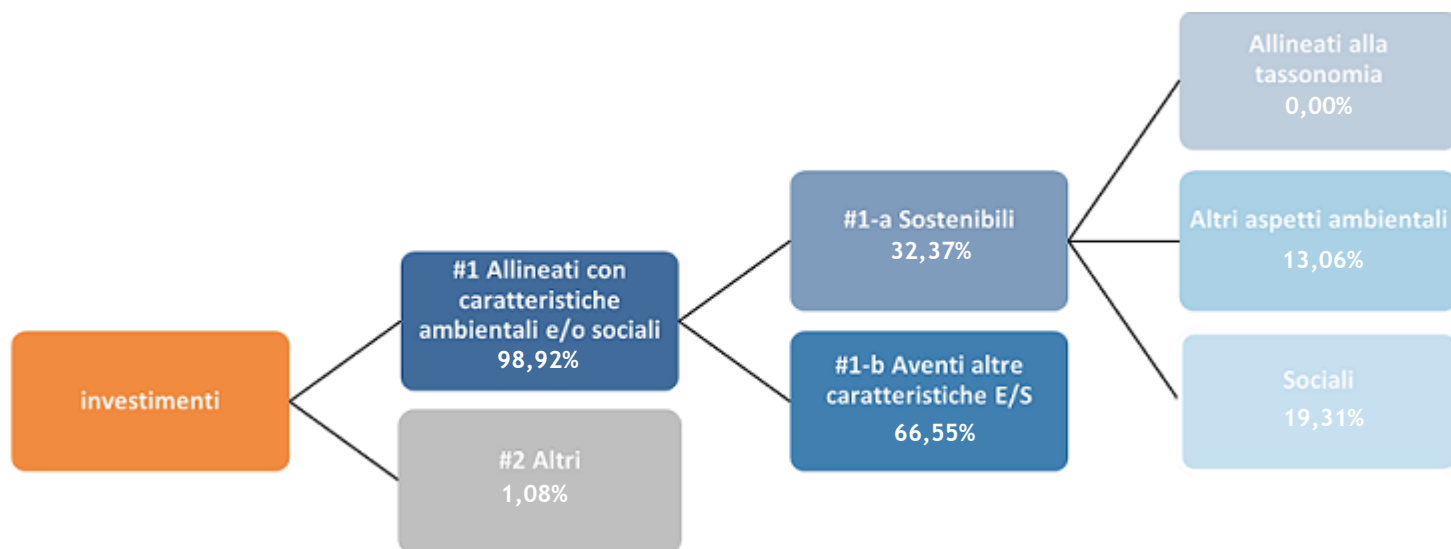 investimenti
#1 Allineati con
caratteristiche
ambientali e/o sociali
98,92%
#2 Altri
1,08%
#1-a Sostenibili
32,37%
#1-b Aventi altre
caratteristiche E/S
66,55%
Allineati alla
tassonomia
0,00%
Altri aspetti ambientali
13,06%
Sociali
19,31%